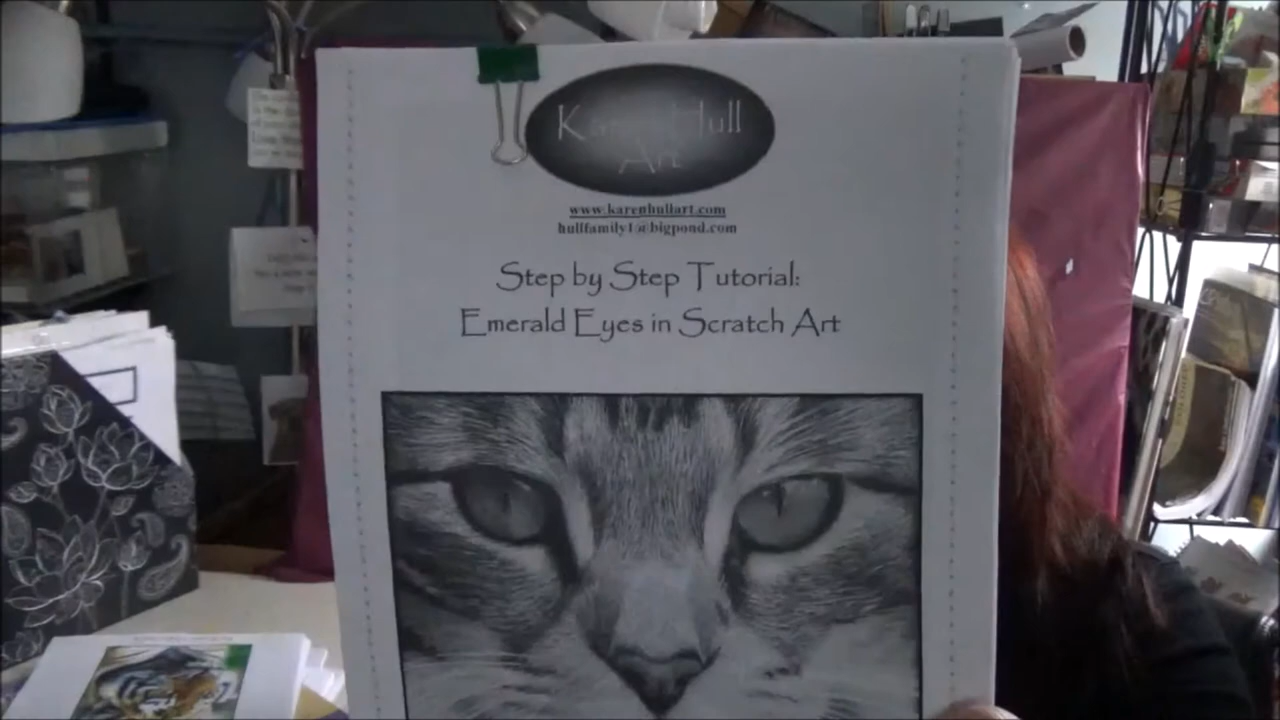 Karen Hull
Art
www.karenhullart.com
hullfamily1@bigpond.com
Step by Step Tutorial:
Emerald Eyes in Scratch Art